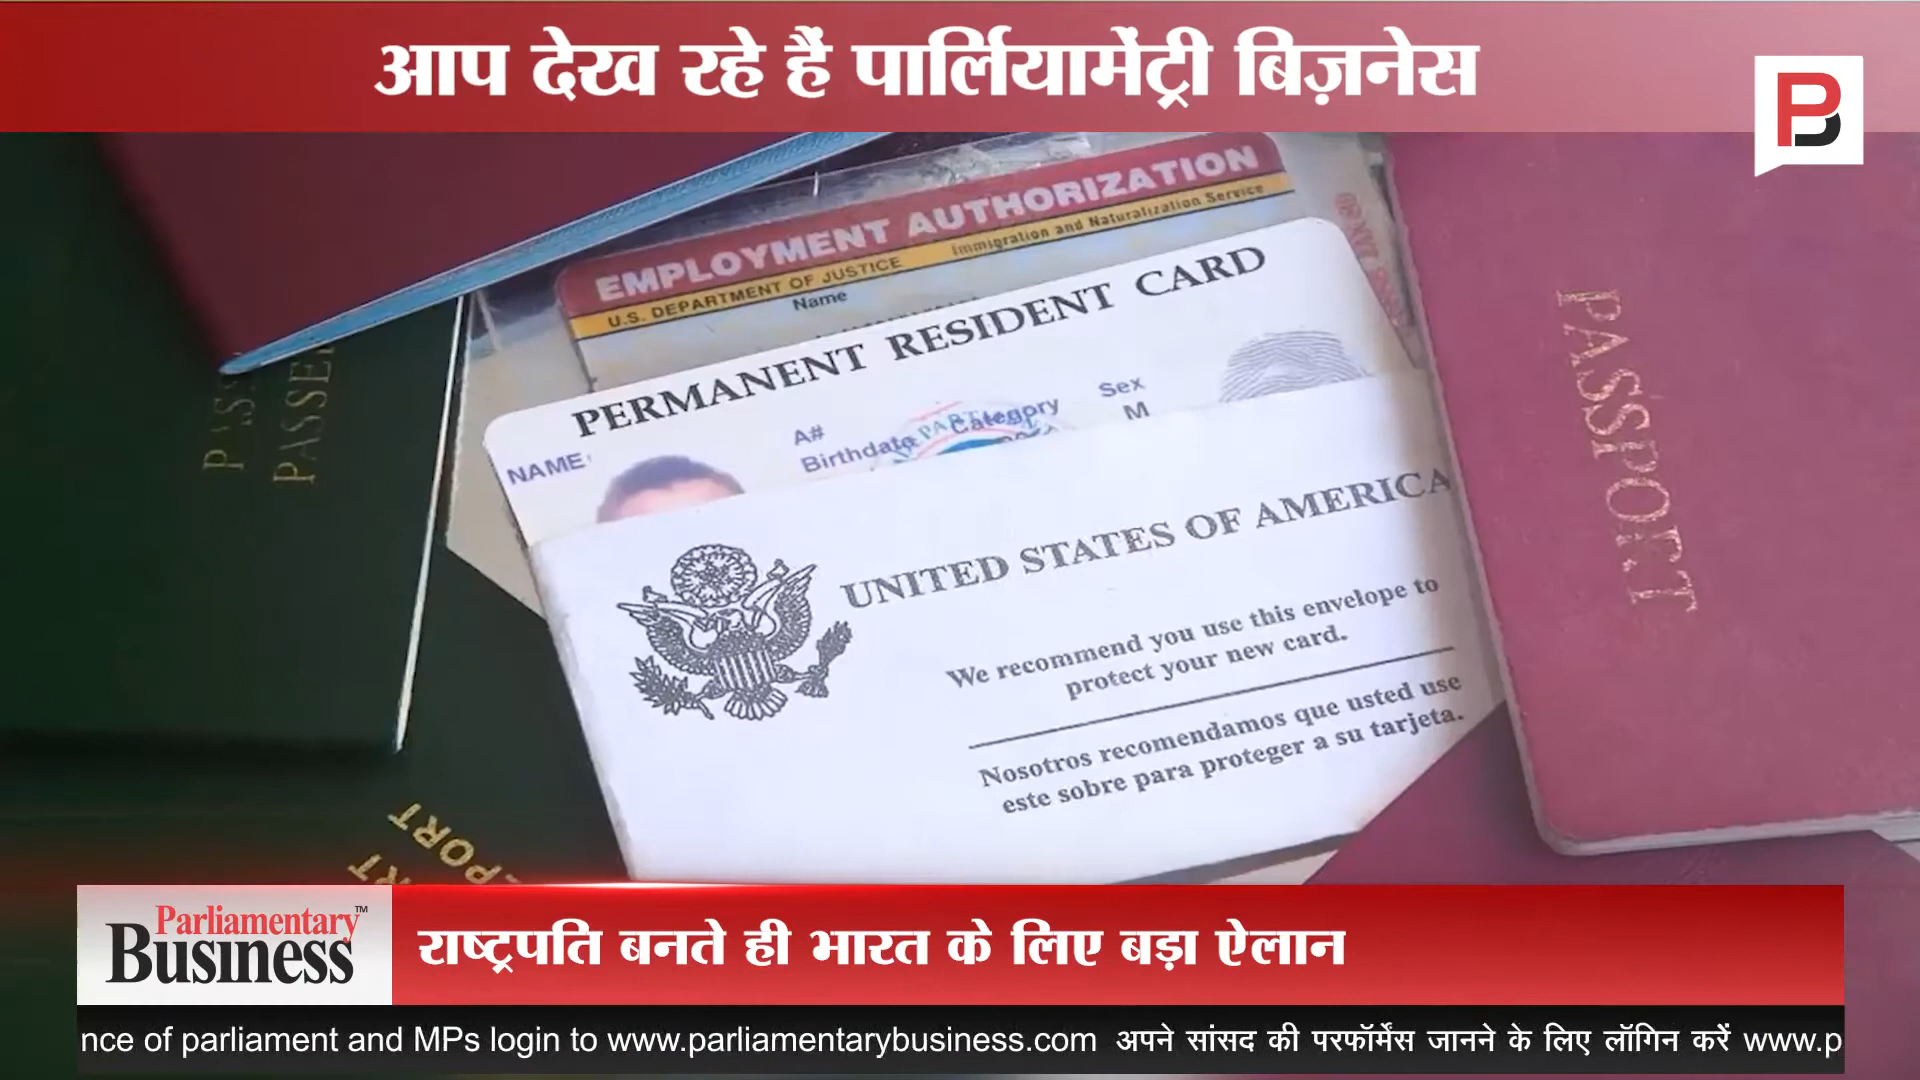 आप देख रहे हैं पार्लियामेंट्री बिज़नेस
PB
EMPLOYMENT AUTHORIZATION
U.S. DEPARTMENT OF JUSTICE Immigration and Naturalization Service
Name
PERMANENT RESIDENT CARD
NAME
A#
Birthdate Category
Sex
M
UNITED STATES OF AMERICA
We recommend you use this envelope to
protect your new card.
Nosotros recomendamos que usted use
este sobre para proteger a su tarjeta.
PASSPORT
Parliamentary™
Business
राष्ट्रपति बनते ही भारत के लिए बड़ा ऐलान
nce of parliament and MPs login to www.parliamentarybusiness.com अपने सांसद की परफॉर्मेंस जानने के लिए लॉगिन करें www.p